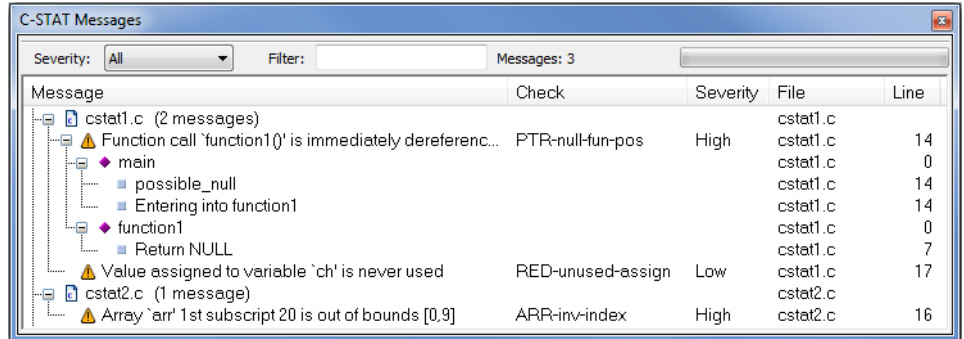 C-STAT Messages
Severity: All Filter: Messages: 3
Message Check Severity File Line
cstat1.c (2 messages) cstat1.c
Function call `function1()' is immediately dereferenc... PTR-null-fun-pos High cstat1.c 14
main cstat1.c 0
possible_null cstat1.c 14
Entering into function1 cstat1.c 14
function1 cstat1.c 0
Return NULL cstat1.c 7
Value assigned to variable `ch' is never used RED-unused-assign Low cstat1.c 17
cstat2.c (1 message) cstat2.c
Array `arr' 1st subscript 20 is out of bounds [0,9] ARR-inv-index High cstat2.c 16